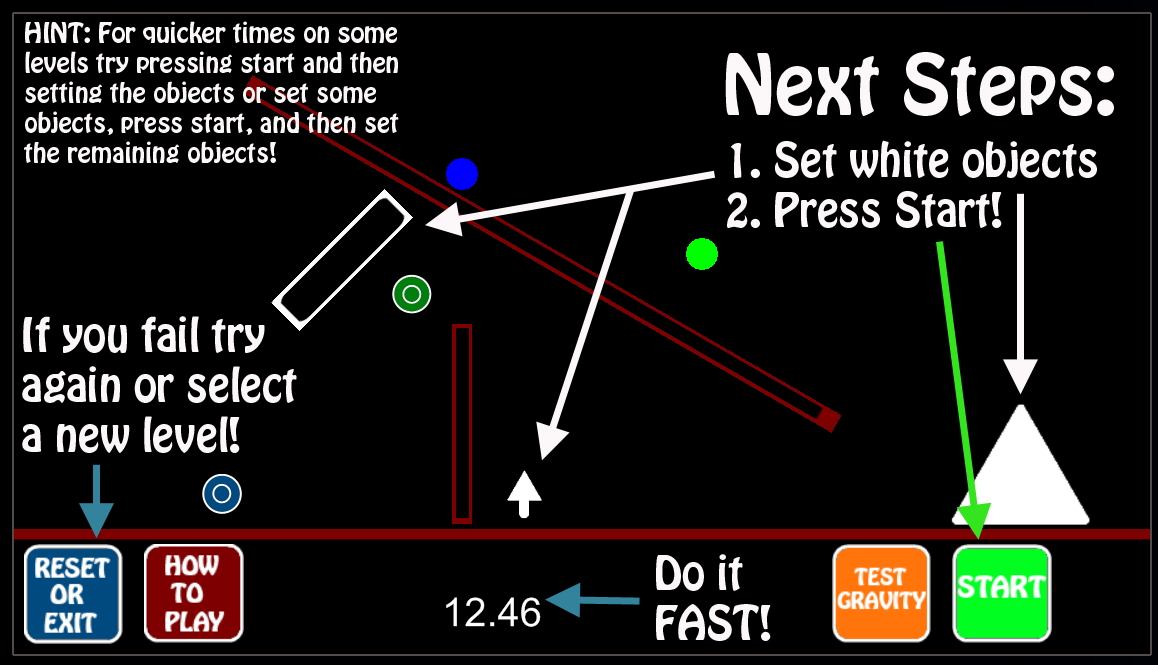 HINT: For quicker times on some
levels try pressing start and then
setting the objects or set some
objects, press start, and then set
the remaining objects!
Next Steps:
1. Set white objects
2. Press Start!
If you fail try
again or select
a new level!
RESET
OR
EXIT
HOW
TO
PLAY
12.46
Do it
FAST!
TEST
GRAVITY
START